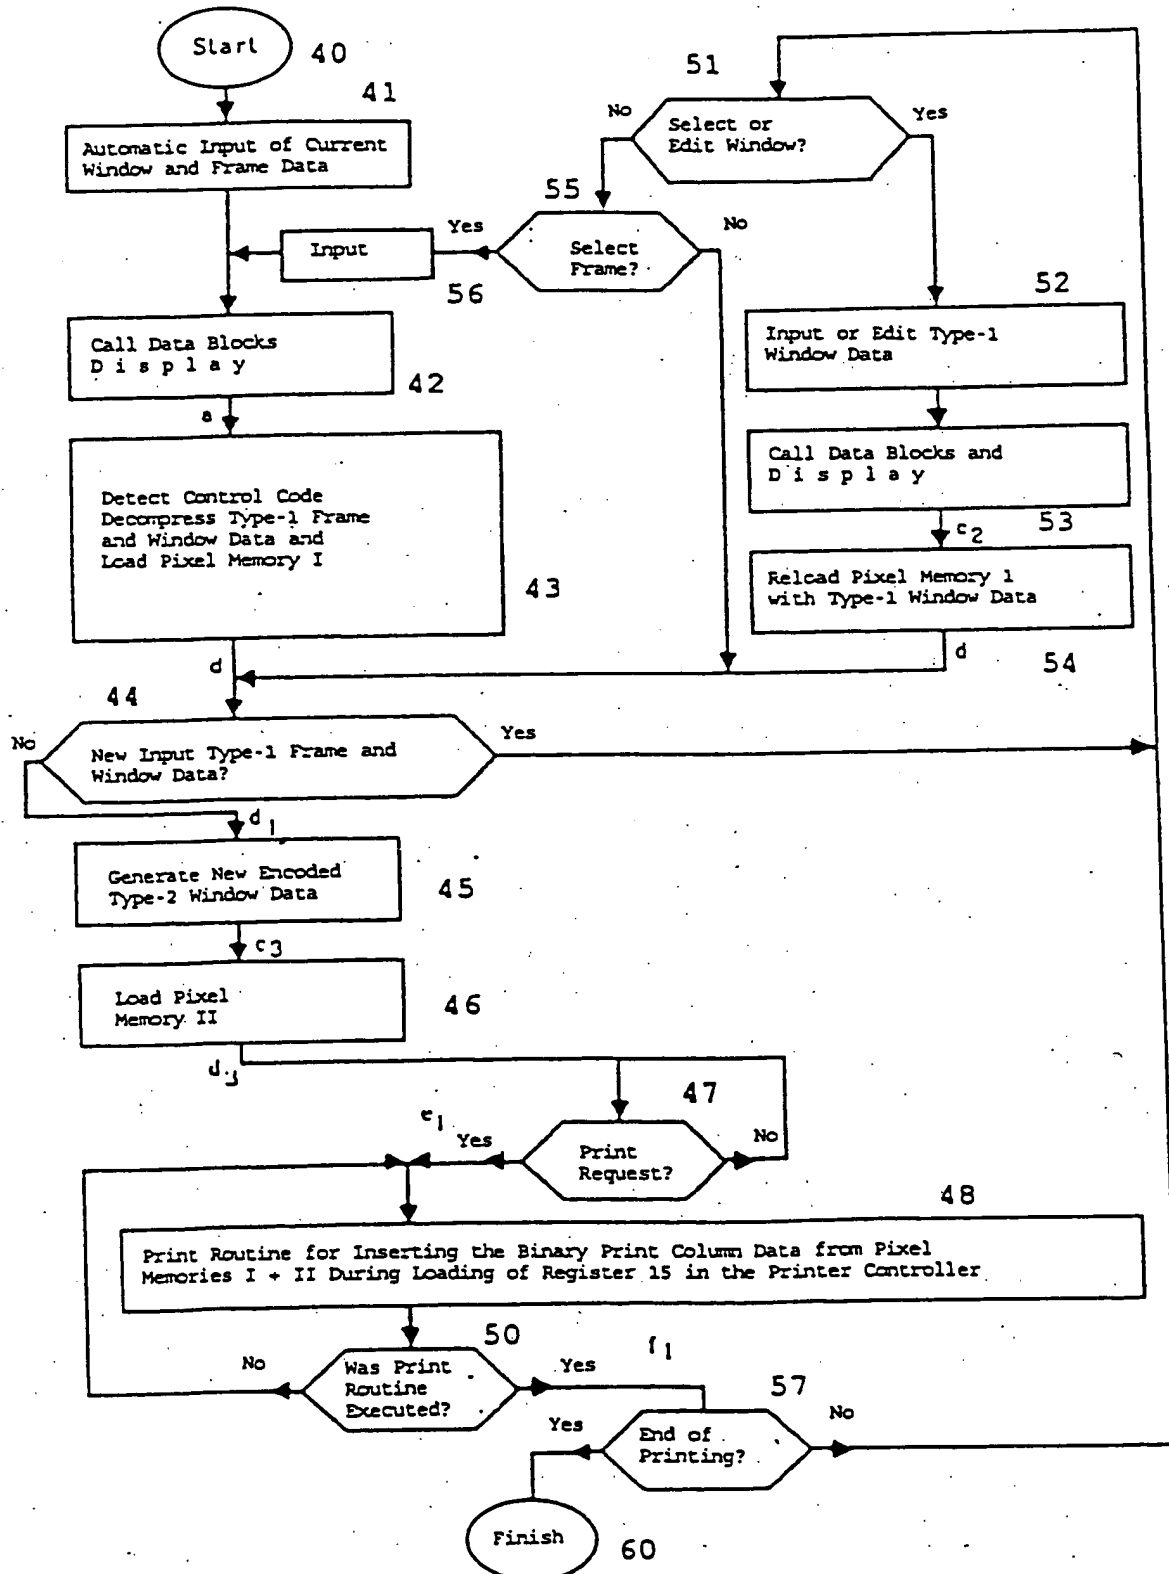 Start
40
41
Automatic Input of Current
Window and Frame Data
51
No
Select or
Edit Window?
Yes
55
Yes
Input
56
Select
Frame?
No
52
Input or Edit Type-1
Window Data
Call Data Blocks
D i s p l a y
42
a
Call Data Blocks and
D i s p l a y
53
c2
Detect Control Code
Decompress Type-1 Frame
and Window Data and
Load Pixel Memory I
43
Reload Pixel Memory 1
with Type-1 Window Data
54
d
d
44
No
New Input Type-1 Frame and
Window Data?
Yes
d1
Generate New Encoded
Type-2 Window Data
45
c3
Load Pixel
Memory II
46
d3
47
e1
Yes
Print
Request?
No
48
Print Routine for Inserting the Binary Print Column Data from Pixel
Memories I + II During Loading of Register 15 in the Printer Controller
50
No
Was Print
Routine
Executed?
Yes
f1
57
Yes
End of
Printing?
No
Finish
60